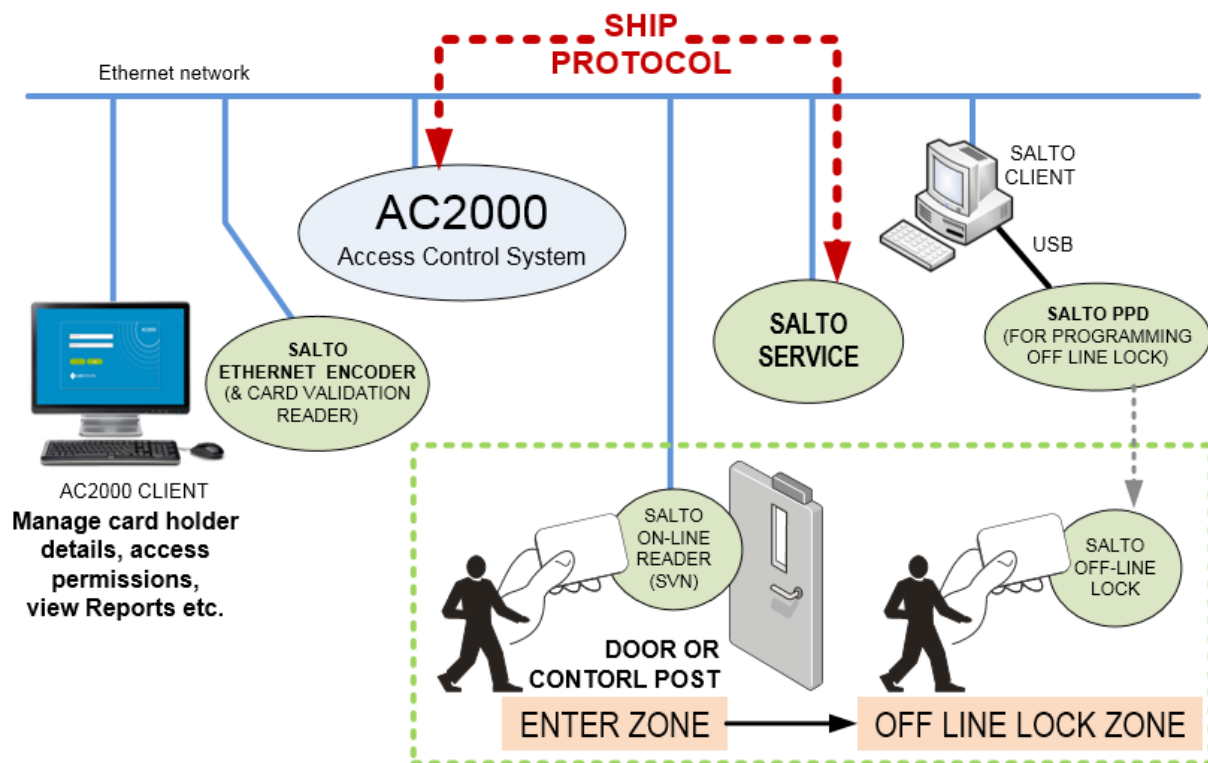 SHIP
PROTOCOL
Ethernet network
AC2000
Access Control System
SALTO
CLIENT
USB
SALTO
ETHERNET ENCODER
(& CARD VALIDATION
READER)
SALTO
SERVICE
SALTO PPD
(FOR PROGRAMMING
OFF LINE LOCK)
AC2000 CLIENT
Manage card holder
details, access
permissions,
view Reports etc.
SALTO
ON-LINE
READER
(SVN)
SALTO
OFF-LINE
LOCK
DOOR OR
CONTORL POST
ENTER ZONE
OFF LINE LOCK ZONE